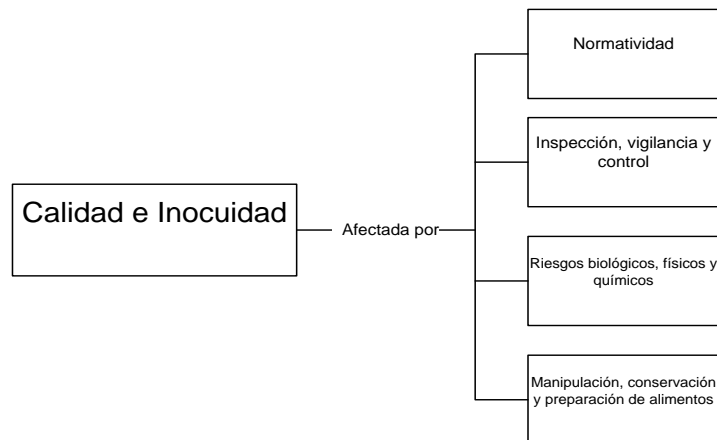 Normatividad
Inspección, vigilancia y
control
Calidad e Inocuidad
Afectada por
Riesgos biológicos, físicos y
químicos
Manipulación, conservación
y preparación de alimentos